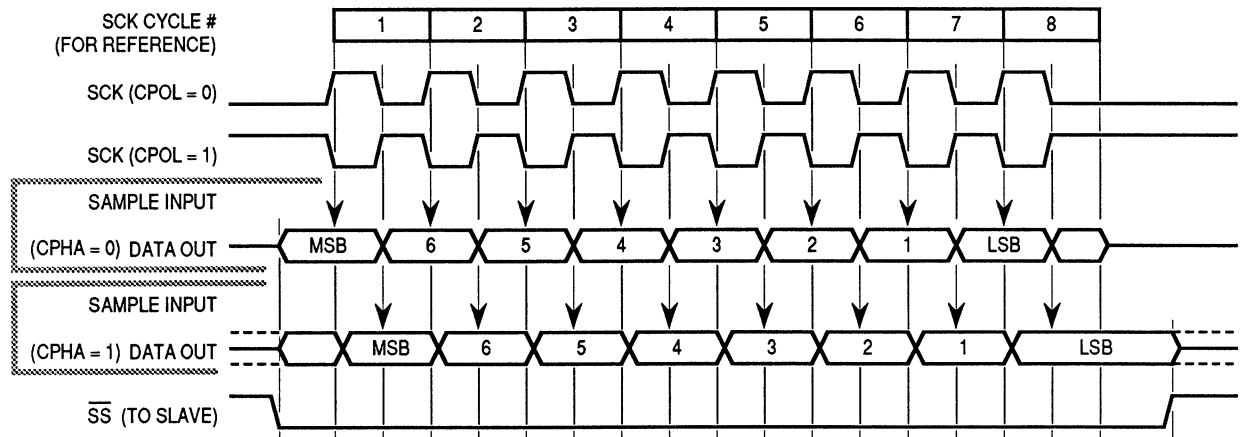 SCK CYCLE # 1 2 3 4 5 6 7 8
(FOR REFERENCE)
SCK (CPOL = 0)
SCK (CPOL = 1)
SAMPLE INPUT
(CPHA = 0) DATA OUT MSB 6 5 4 3 2 1 LSB
SAMPLE INPUT
(CPHA = 1) DATA OUT MSB 6 5 4 3 2 1 LSB
SS (TO SLAVE)